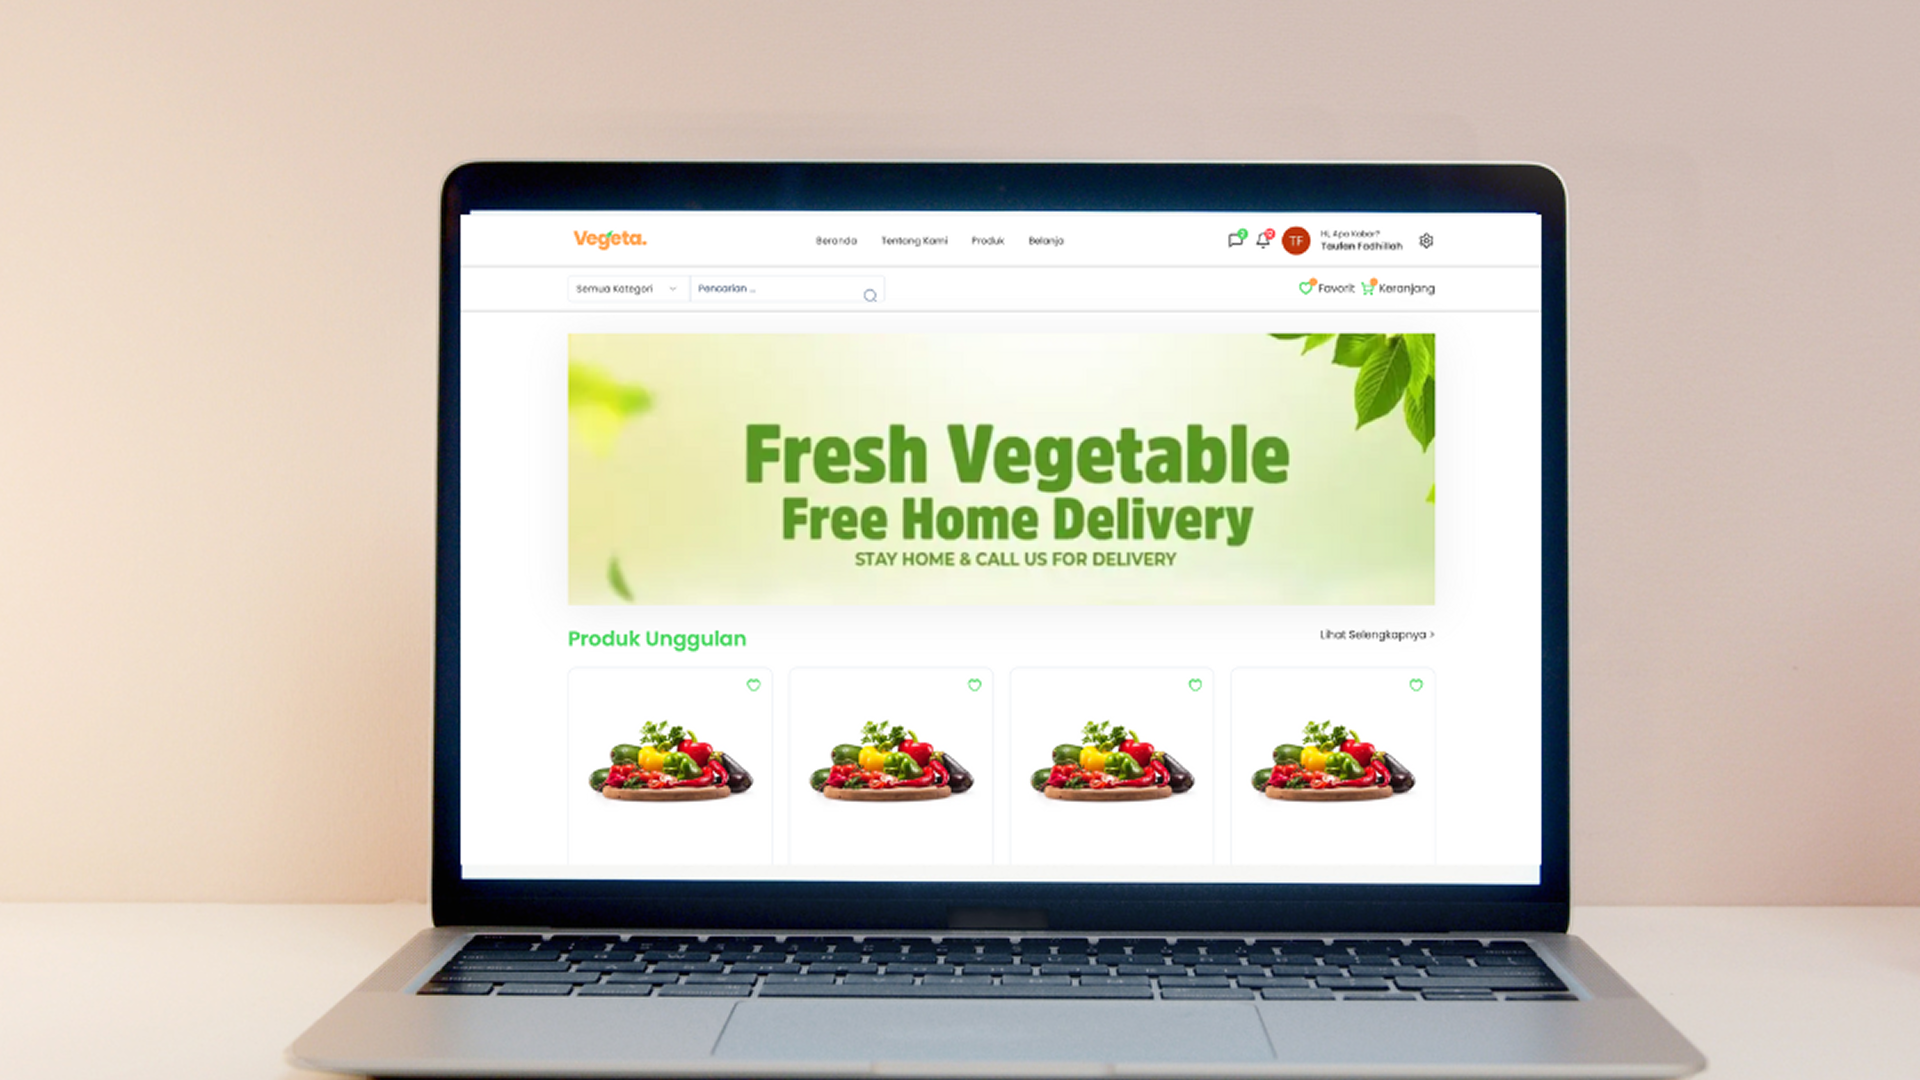 Vegeta.
Beranda
Tentang Kami
Produk
Belanja
TF
Hi, Apa Kabar?
Taufan Fadhillah
Semua Kategori
Pencarian ...
Favorit
Keranjang
Fresh Vegetable
Free Home Delivery
STAY HOME & CALL US FOR DELIVERY
Produk Unggulan
Lihat Selengkapnya >